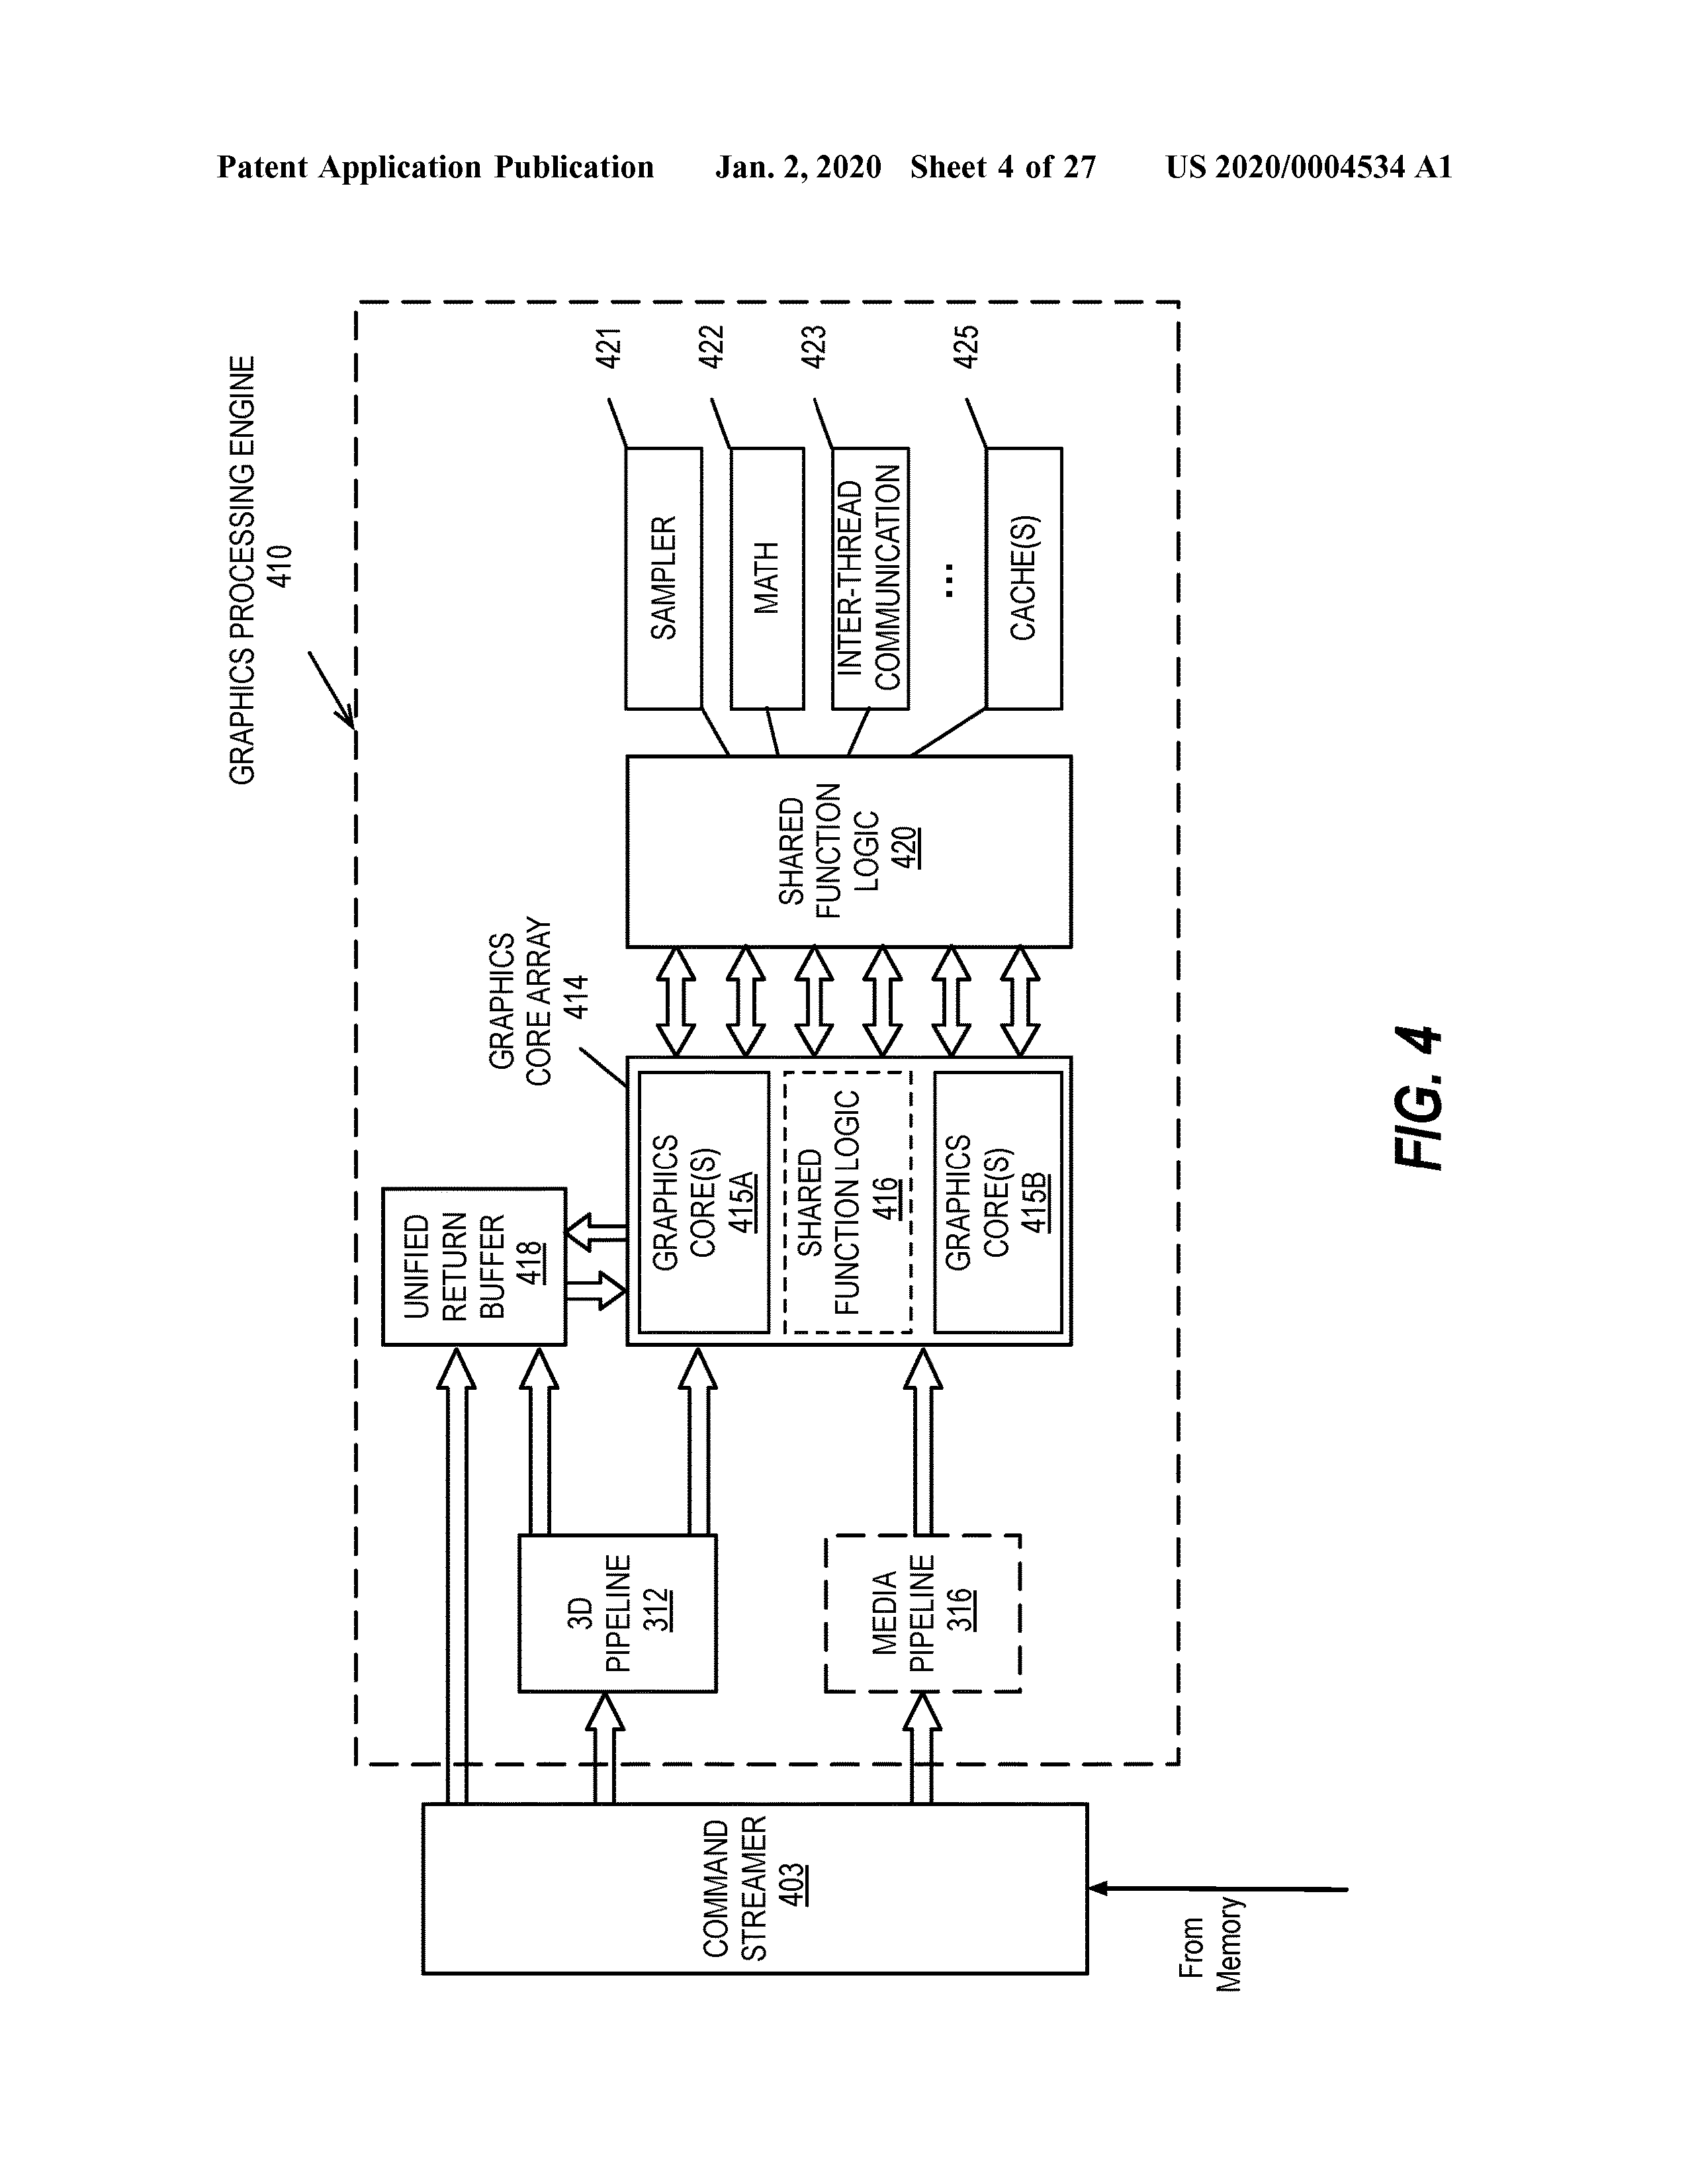 Patent Application Publication Jan. 2, 2020 Sheet 4 of 27 US 2020/0004534 A1
GRAPHICS PROCESSING ENGINE
410
421
422
423
425
SAMPLER
MATH
INTER-THREAD
COMMUNICATION
...
CACHE(S)
SHARED
FUNCTION
LOGIC
420
GRAPHICS
CORE ARRAY
414
GRAPHICS
CORE(S)
415A
SHARED
FUNCTION LOGIC
416
GRAPHICS
CORE(S)
415B
UNIFIED
RETURN
BUFFER
418
3D
PIPELINE
312
MEDIA
PIPELINE
316
COMMAND
STREAMER
403
From
Memory
FIG. 4